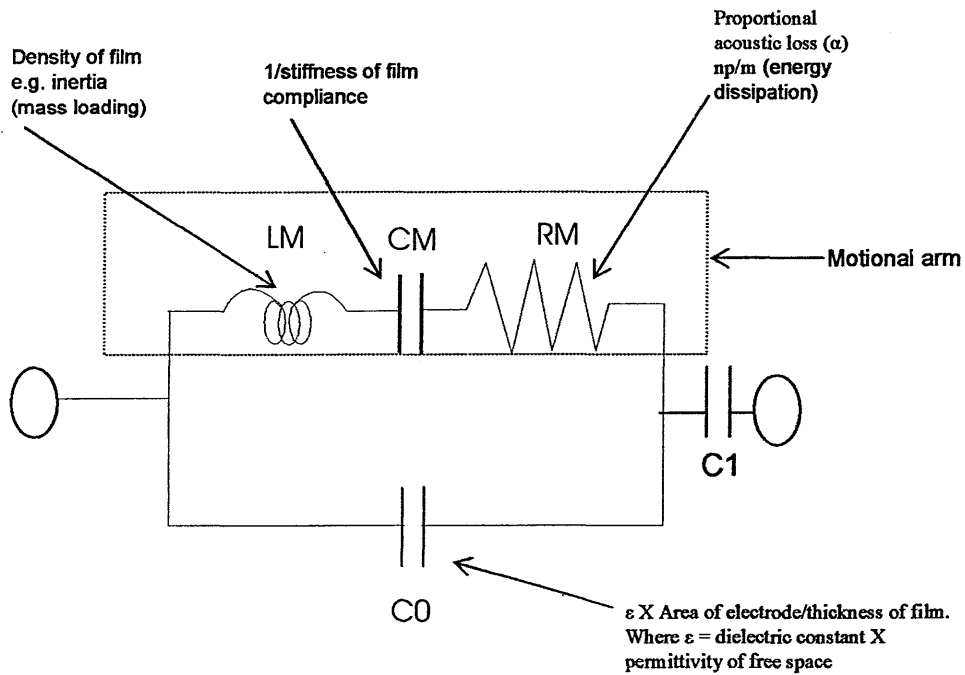 Proportional
acoustic loss (α)
np/m (energy
dissipation)
Density of film
e.g. inertia
(mass loading)
1/stiffness of film
compliance
LM
CM
RM
Motional arm
C1
C0
ε X Area of electrode/thickness of film.
Where ε = dielectric constant X
permittivity of free space